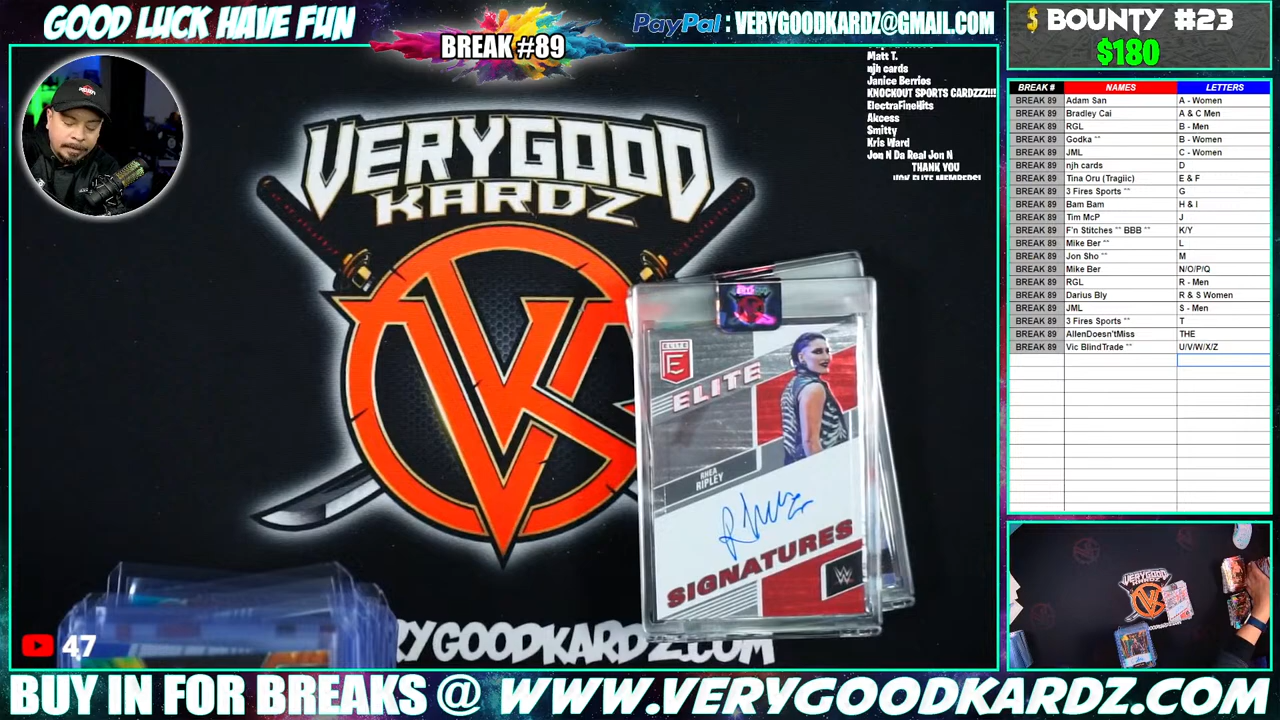 GOOD LUCK HAVE FUN
BREAK #89
PayPal : VERYGOODKARDZ@GMAIL.COM
$ BOUNTY #23
$180
Matt T.
njh cards
Janice Berrios
KNOCKOUT SPORTS CARDZZZ!!!
ElectraFineHits
Akcess
Smitty
Kris Ward
Jon N Da Real Jon N
THANK YOU
VGK ELITE MEMBERS!
BREAK # NAMES LETTERS
BREAK 89 Adam San A - Women
BREAK 89 Bradley Cai A & C Men
BREAK 89 RGL B - Men
BREAK 89 Godka ** B - Women
BREAK 89 JML C - Women
BREAK 89 njh cards D
BREAK 89 Tina Oru (Tragiic) E & F
BREAK 89 3 Fires Sports ** G
BREAK 89 Bam Bam H & I
BREAK 89 Tim McP J
BREAK 89 F'n Stitches ** BBB ** K/Y
BREAK 89 Mike Ber ** L
BREAK 89 Jon Sho ** M
BREAK 89 Mike Ber N/O/P/Q
BREAK 89 RGL R - Men
BREAK 89 Darius Bly R & S Women
BREAK 89 JML S - Men
BREAK 89 3 Fires Sports ** T
BREAK 89 AllenDoesn'tMiss THE
BREAK 89 Vic BlindTrade ** U/V/W/X/Z
VERYGOOD
KARDZ
ELITE
E
ELITE
RHEA
RIPLEY
SIGNATURES
W
47
RYGOODKARDZ.COM
VERYGOOD
KARDZ
BUY IN FOR BREAKS @ WWW.VERYGOODKARDZ.COM